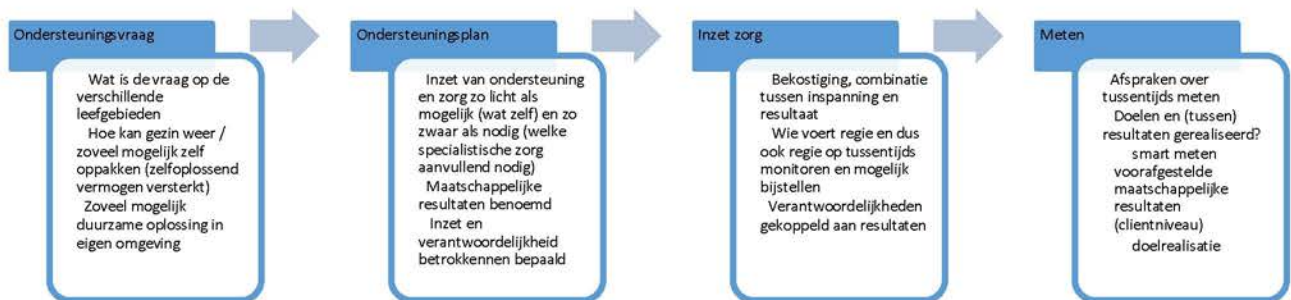 Ondersteuningsvraag
Wat is de vraag op de
verschillende
leefgebieden
Hoe kan gezin weer /
zoveel mogelijk zelf
oppakken (zelfoplossend
vermogen versterkt)
Zoveel mogelijk
duurzame oplossing in
eigen omgeving
Ondersteuningsplan
Inzet van ondersteuning
en zorg zo licht als
mogelijk (wat zelf) en zo
zwaar als nodig (welke
specialistische zorg
aanvullend nodig)
Maatschappelijke
resultaten benoemd
Inzet en
verantwoordelijkheid
betrokkennen bepaald
Inzet zorg
Bekostiging, combinatie
tussen inspanning en
resultaat
Wie voert regie en dus
ook regie op tussentijds
monitoren en mogelijk
bijstellen
Verantwoordelijkheden
gekoppeld aan resultaten
Meten
Afspraken over
tussentijds meten
Doelen en (tussen)
resultaten gerealiseerd?
smart meten
voorafgestelde
maatschappelijke
resultaten
(clientniveau)
doelrealisatie